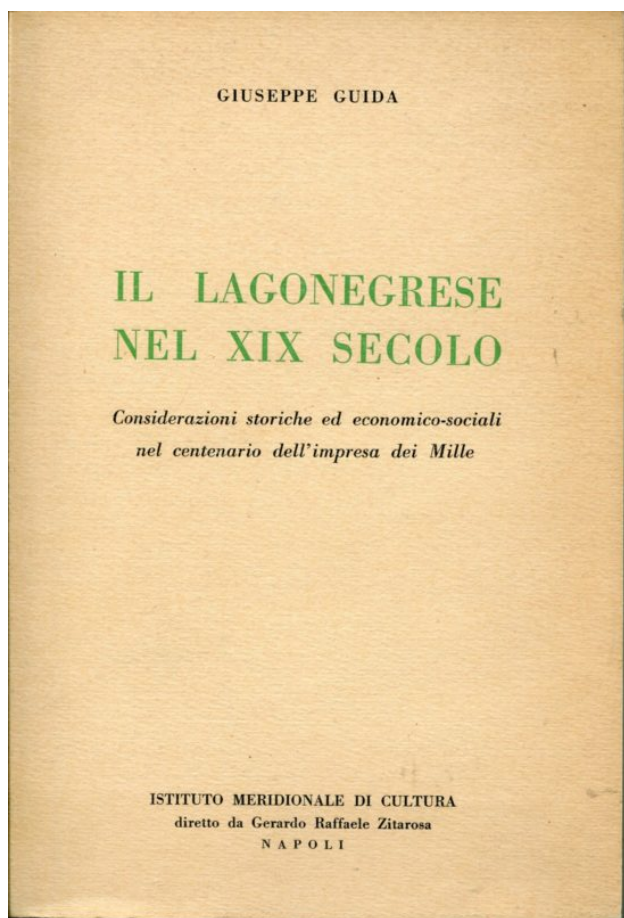 GIUSEPPE GUIDA
IL LAGONEGRESE
NEL XIX SECOLO
Considerazioni storiche ed economico-sociali
nel centenario dell'impresa dei Mille
ISTITUTO MERIDIONALE DI CULTURA
diretto da Gerardo Raffaele Zitarosa
NAPOLI